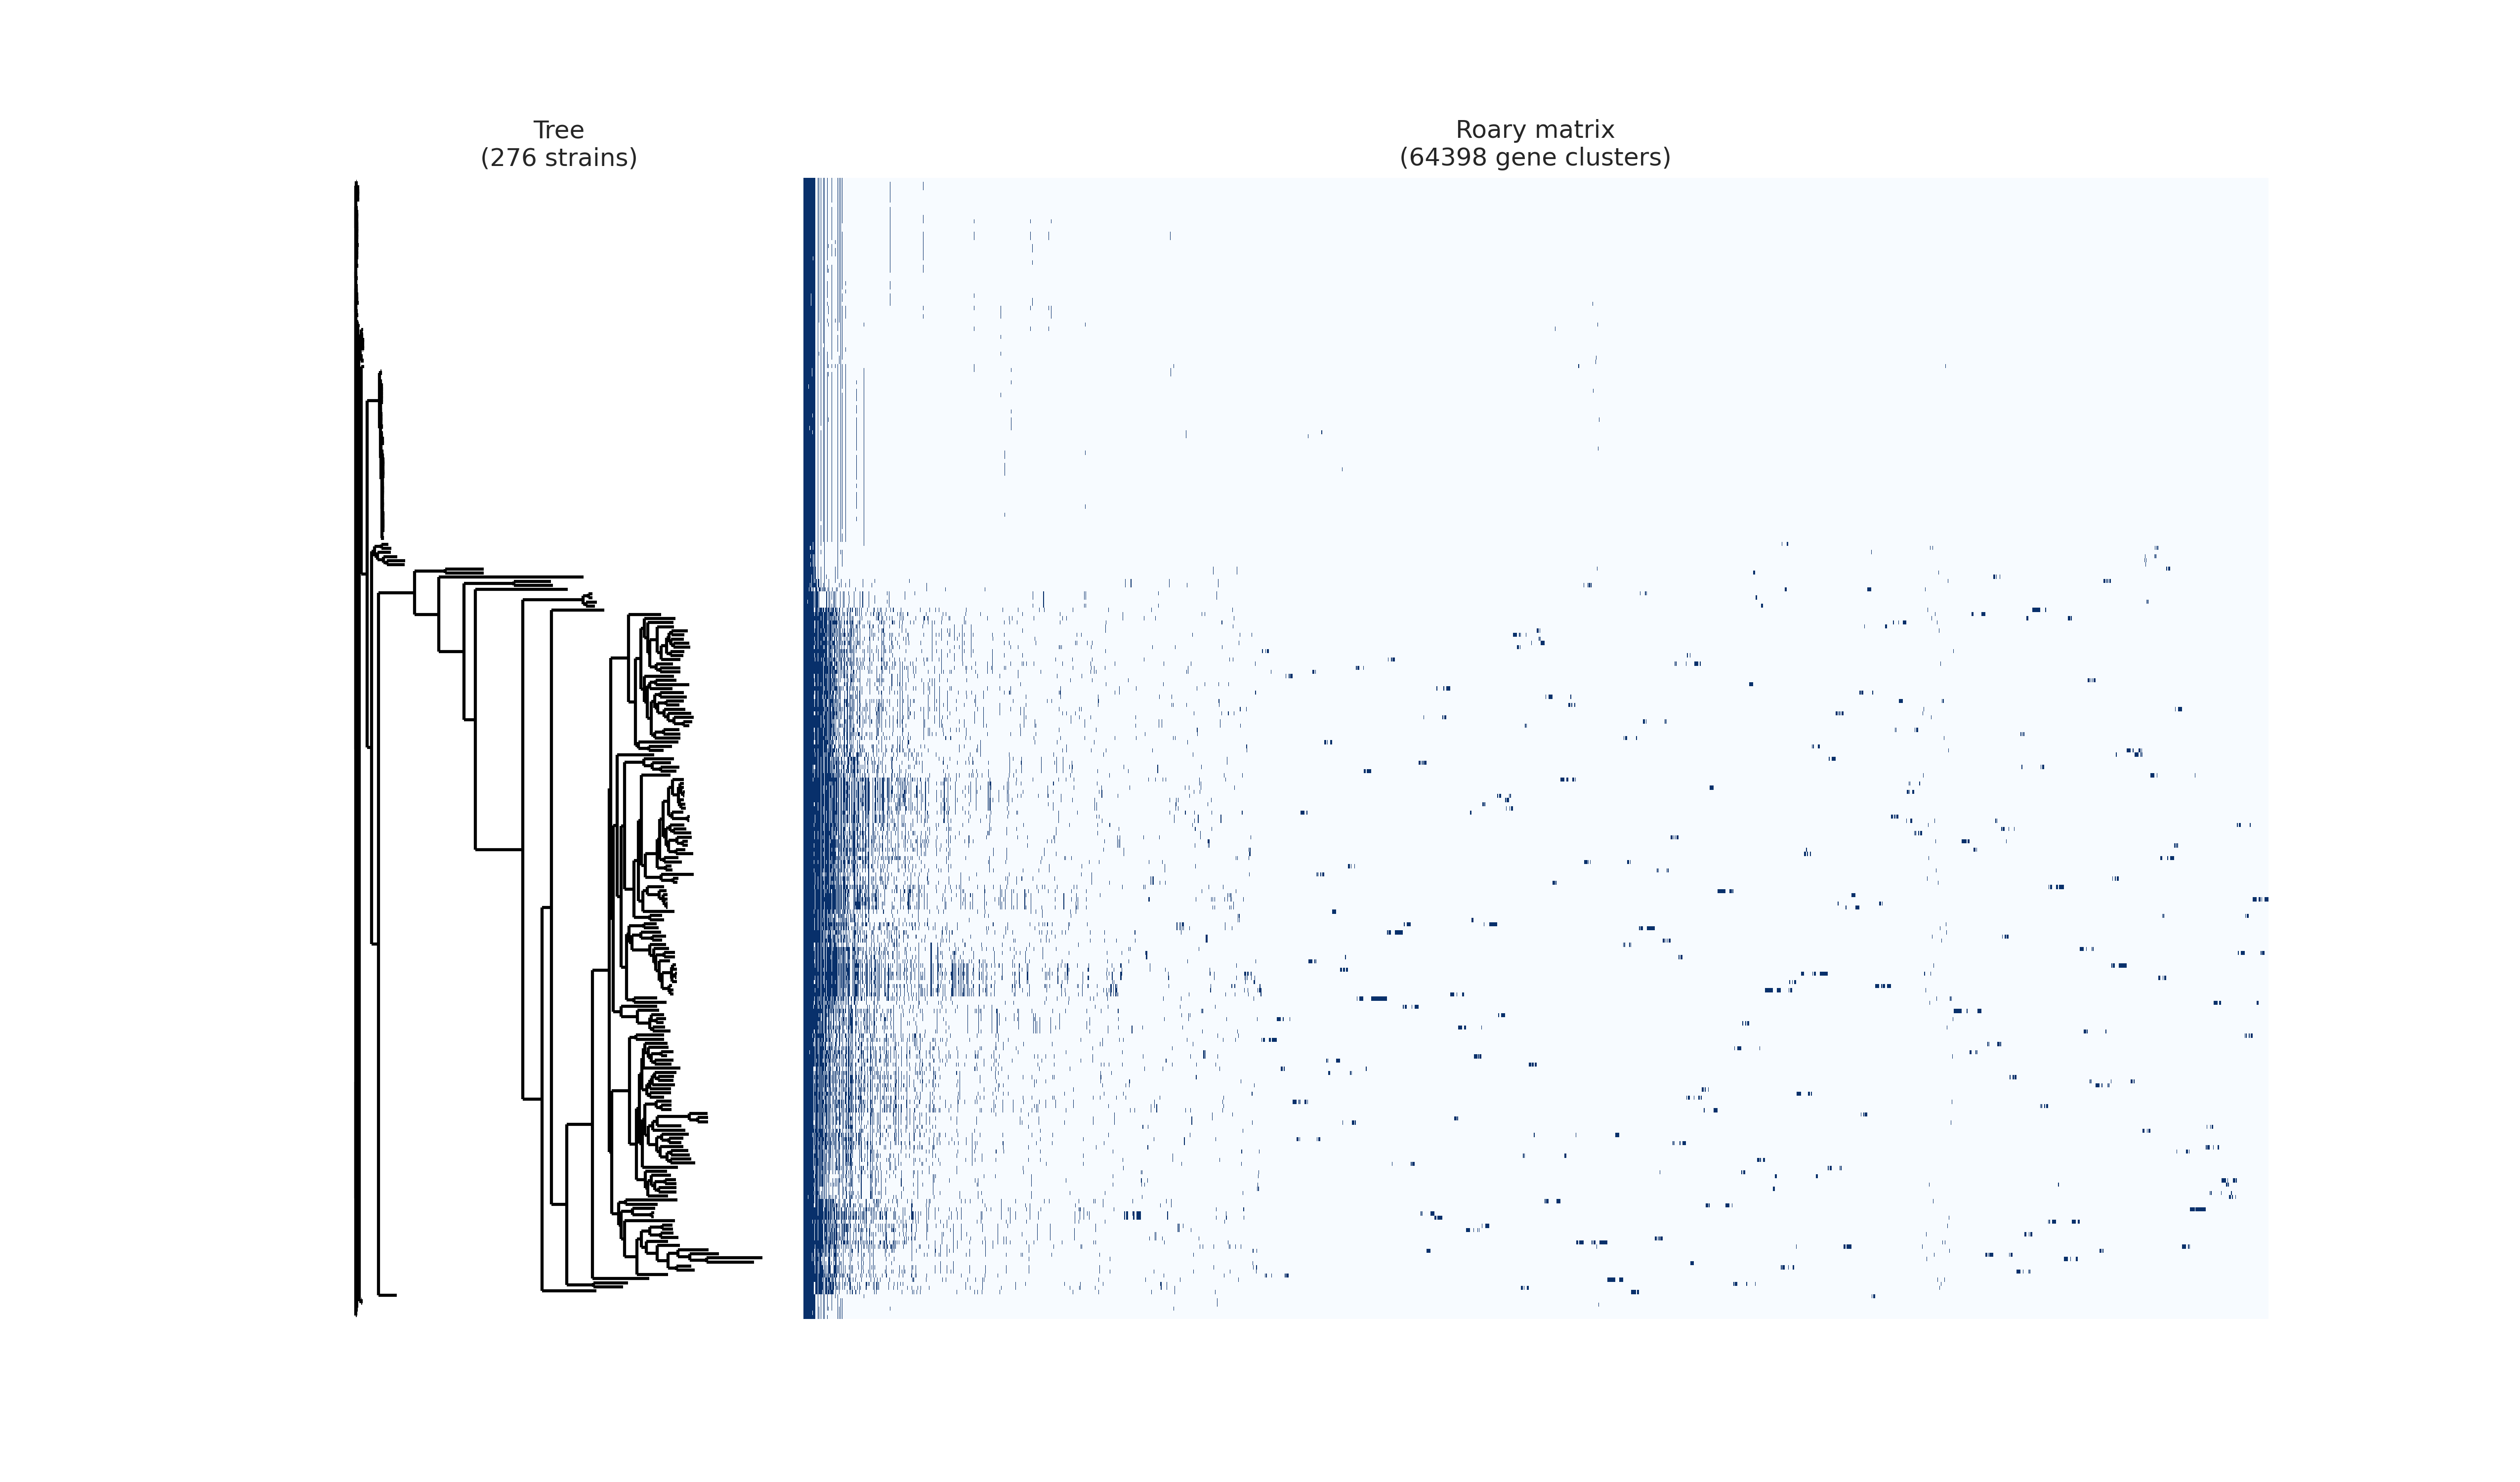 Tree
(276 strains)
Roary matrix
(64398 gene clusters)